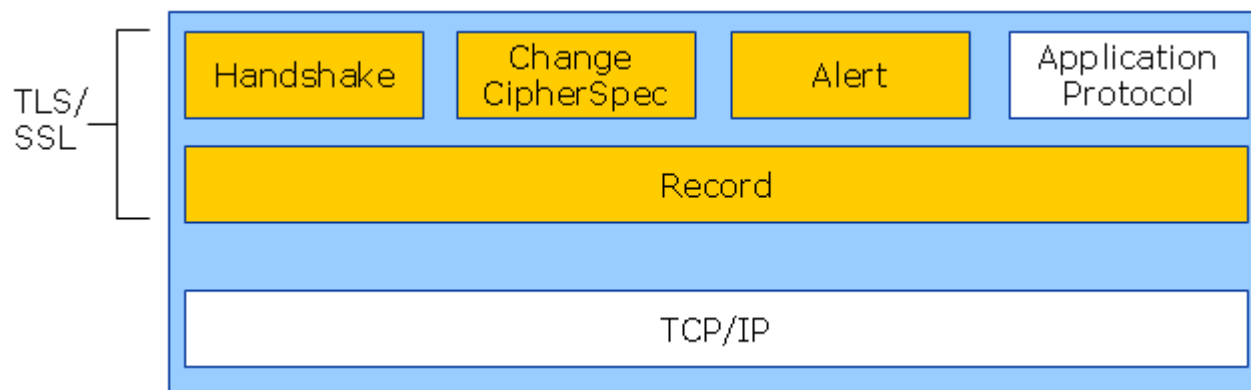 TLS/
SSL
Handshake
Change
CipherSpec
Alert
Application
Protocol
Record
TCP/IP